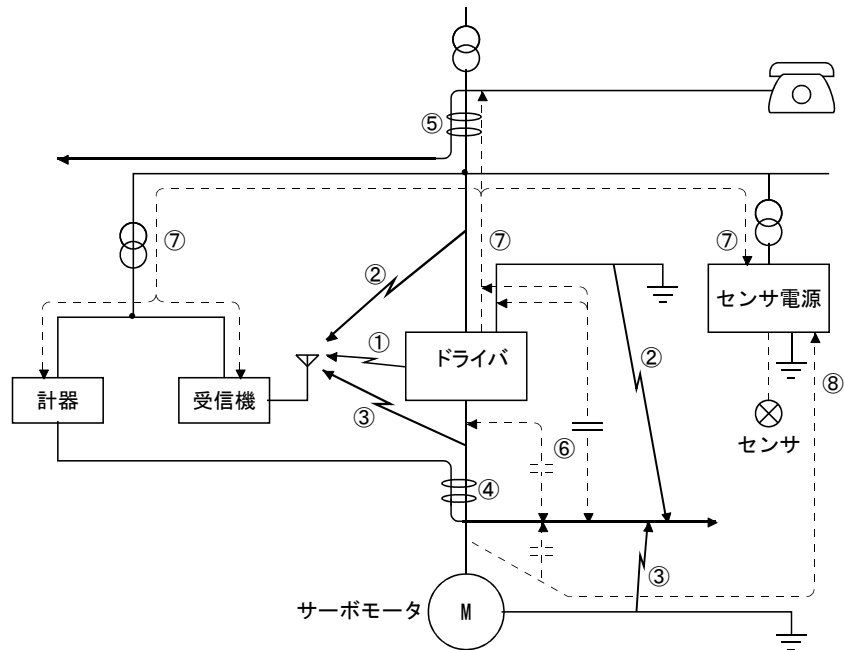 ⑤
⑦
⑦
⑦
②
センサ電源
①
ドライバ
②
⑧
計器
受信機
③
⑥
センサ
④
③
サーボモータ
M